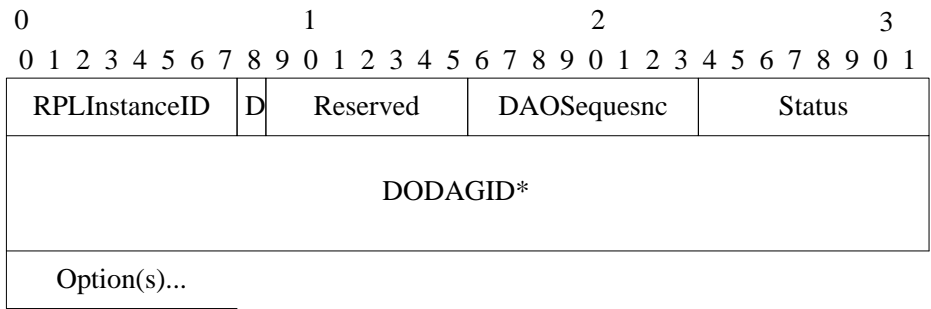 0 1 2 3
0 1 2 3 4 5 6 7 8 9 0 1 2 3 4 5 6 7 8 9 0 1 2 3 4 5 6 7 8 9 0 1
RPLInstanceID D Reserved DAOSequesnc Status
DODAGID*
Option(s)...